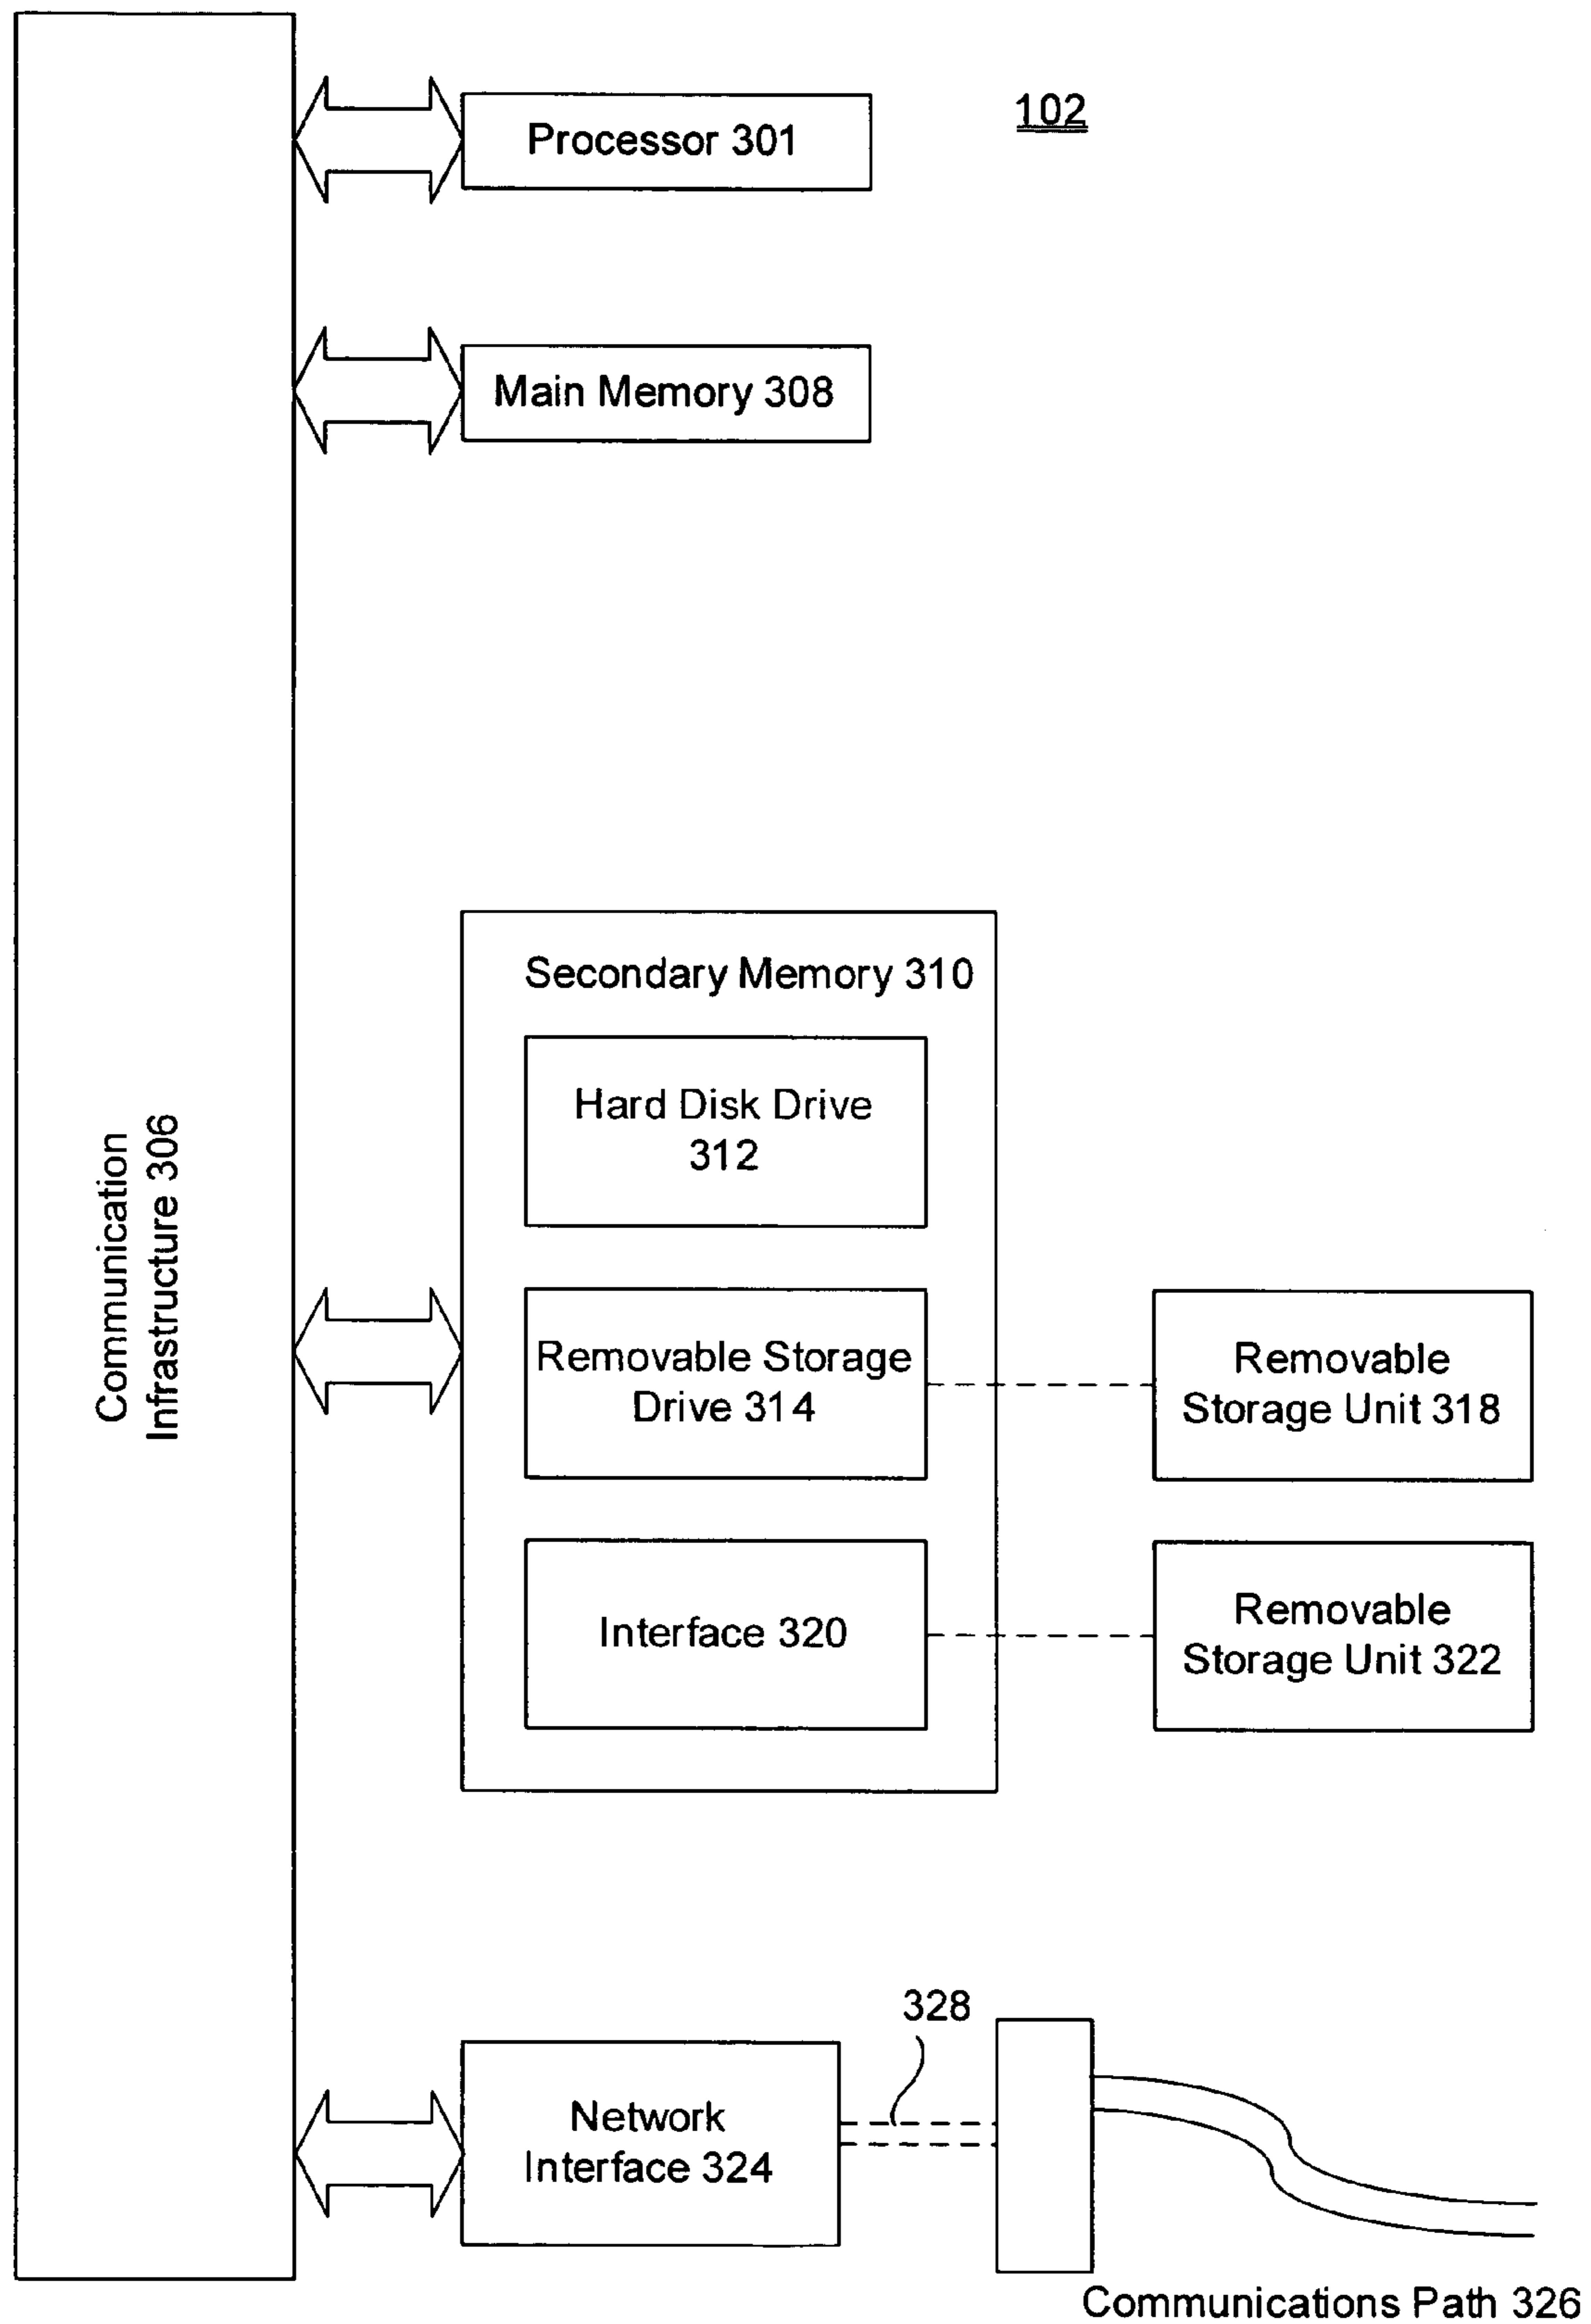 102
Processor 301
Main Memory 308
Secondary Memory 310
Hard Disk Drive
312
Communication
Infrastructure 306
Removable Storage
Drive 314
Removable
Storage Unit 318
Interface 320
Removable
Storage Unit 322
328
Network
Interface 324
Communications Path 326